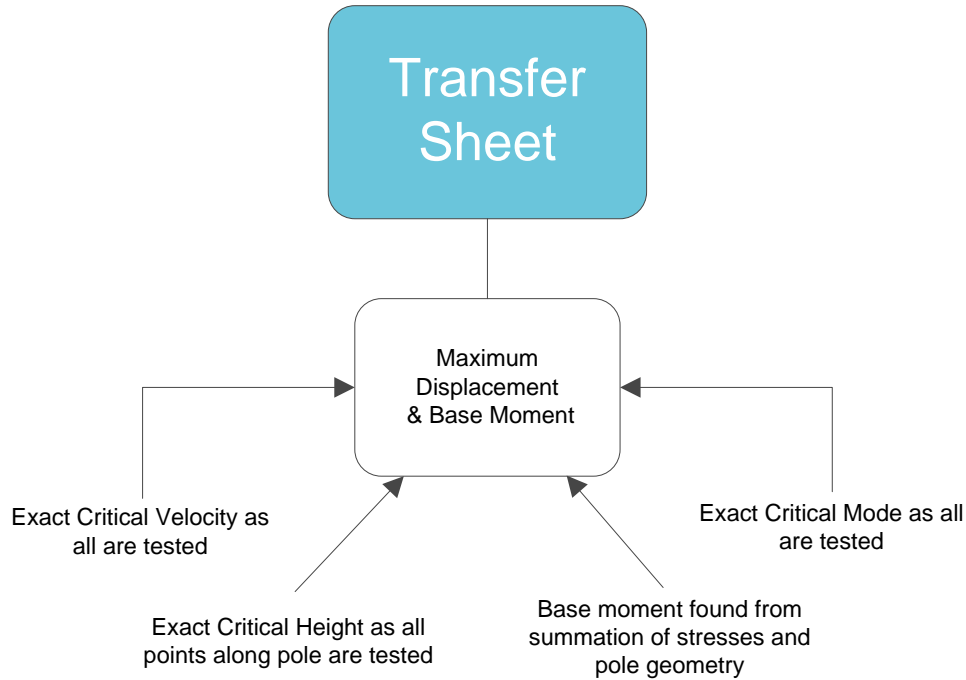 Transfer
Sheet
Maximum
Displacement
& Base Moment
Exact Critical Velocity as
all are tested
Exact Critical Height as all
points along pole are tested
Base moment found from
summation of stresses and
pole geometry
Exact Critical Mode as all
are tested